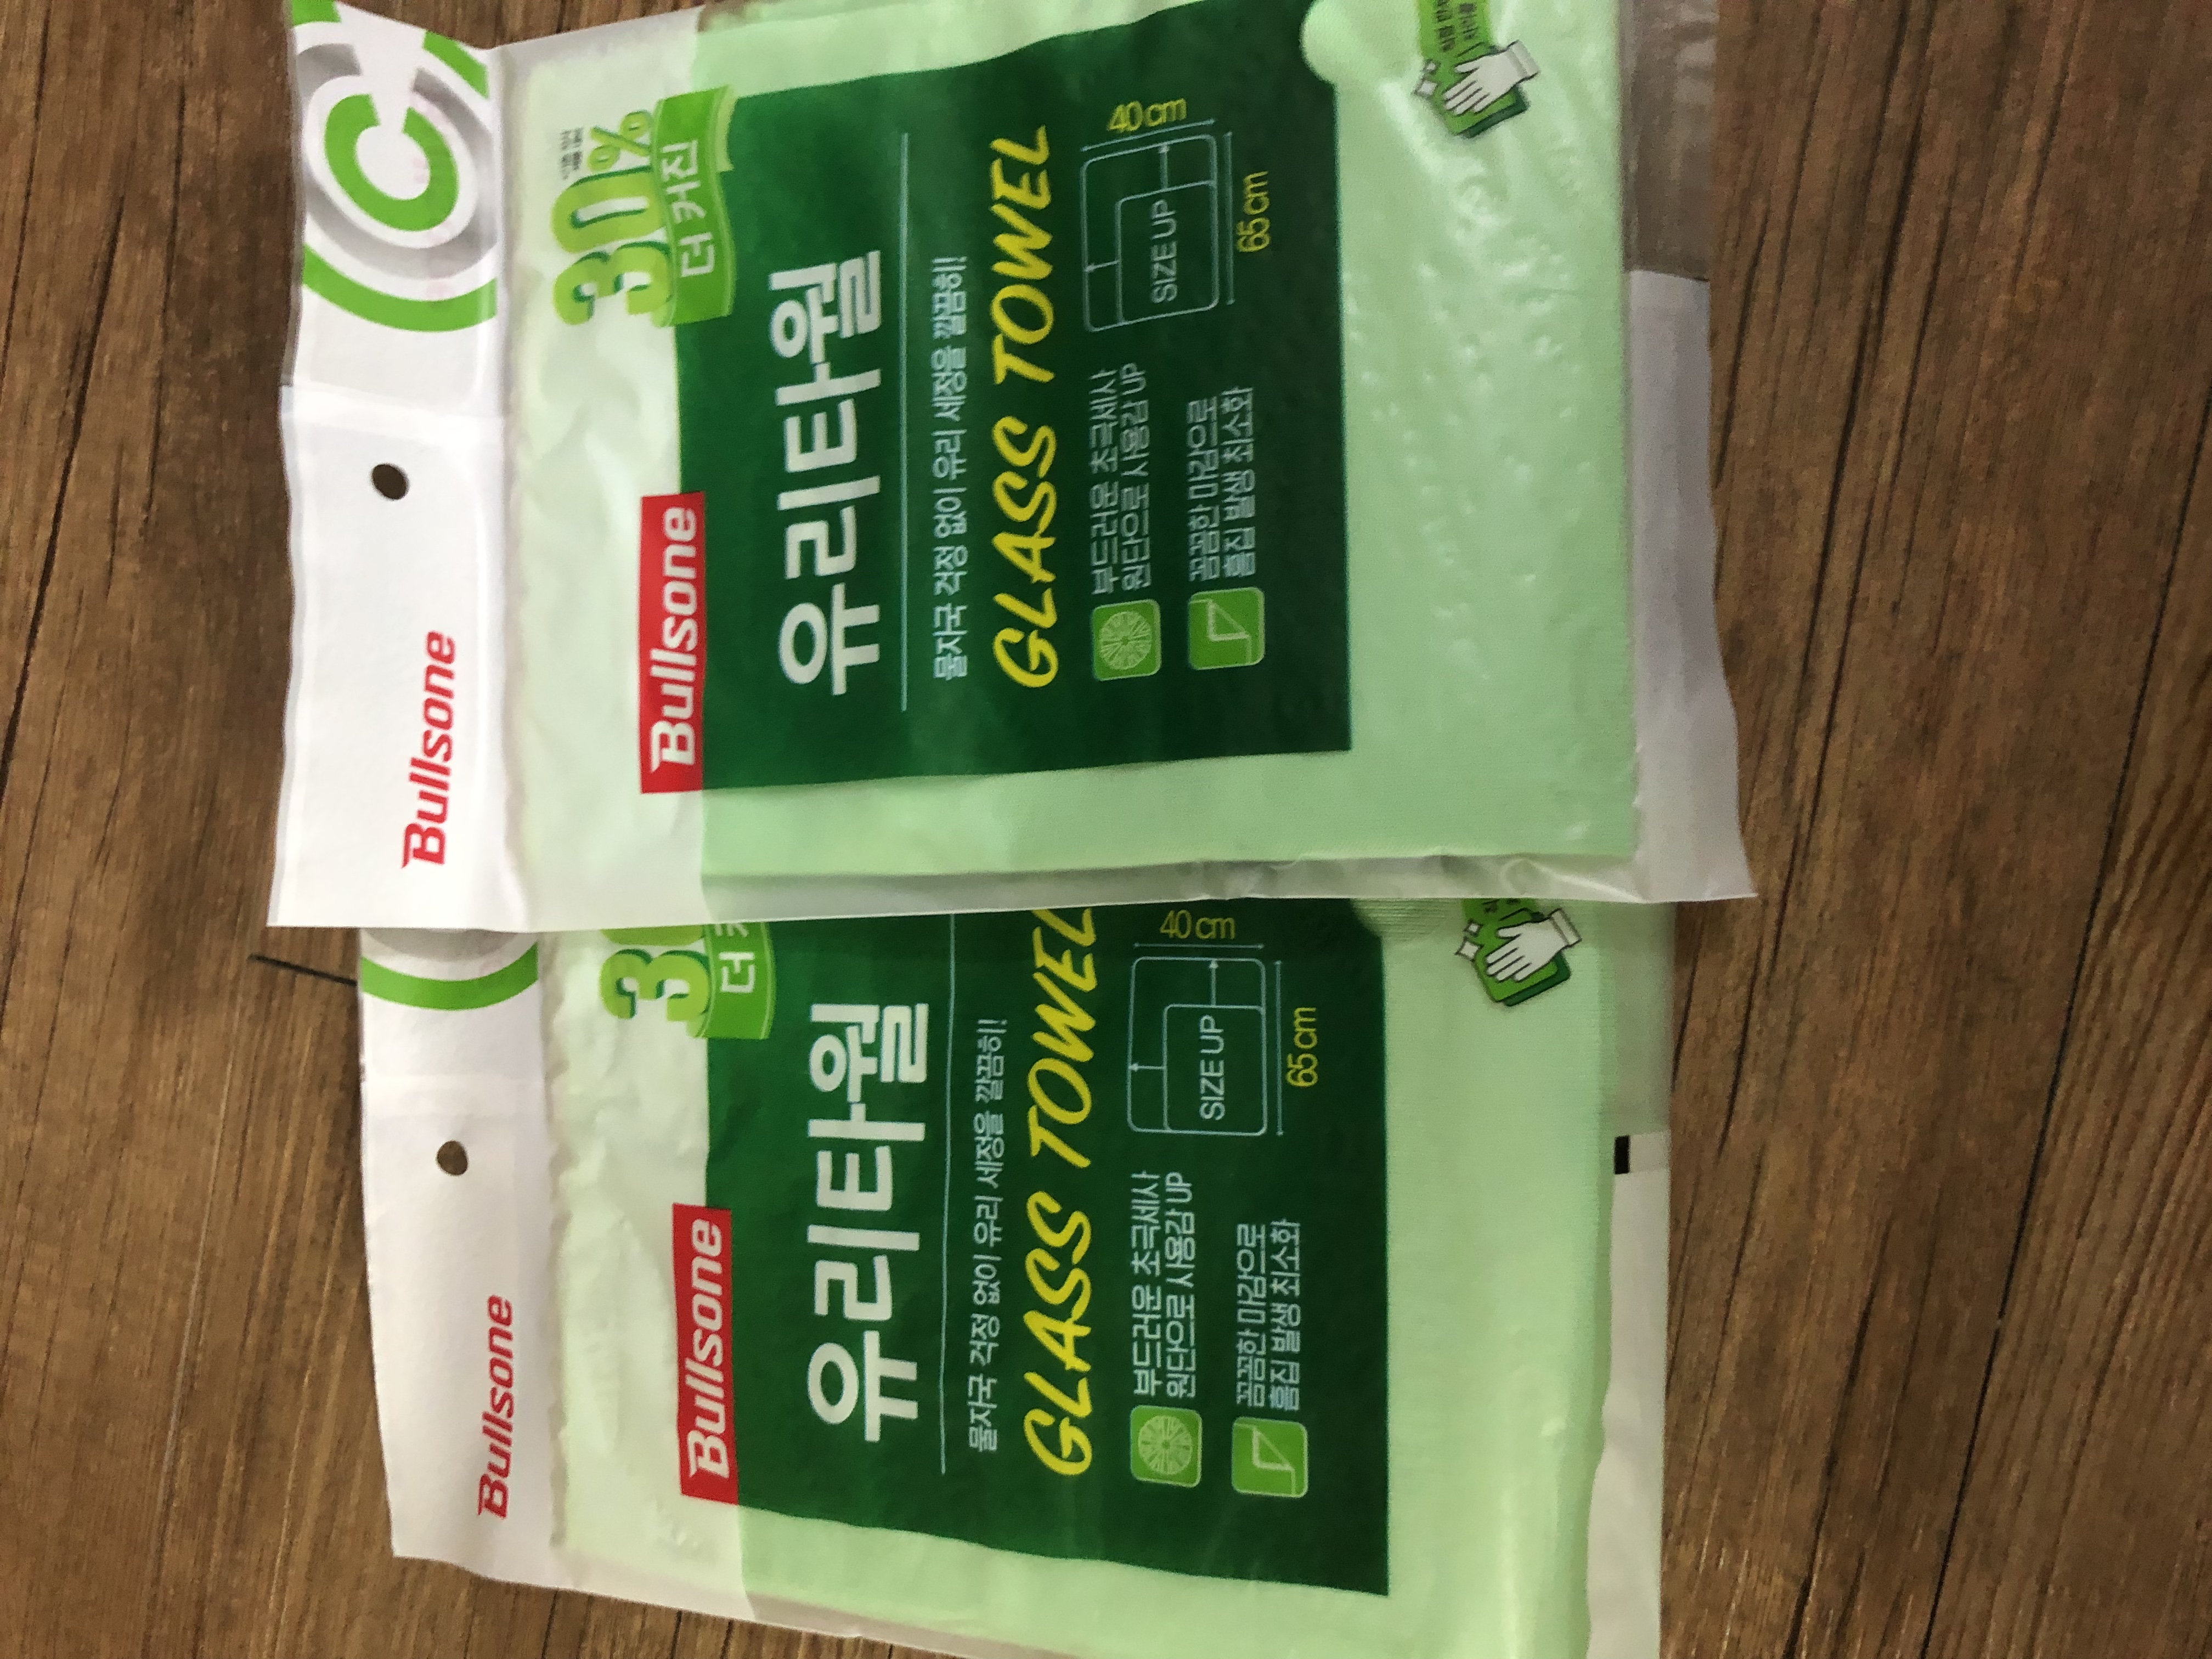 Bullsone
30%
더 커진
Bullsone
유리타월
물자국 걱정 없이 유리 세정을 깔끔히!
GLASS TOWEL
부드러운 초극세사
원단으로 사용감 UP
꼼꼼한 마감으로
흠집 발생 최소화
SIZE UP
40cm
65cm
Bullsone
3
더
Bullsone
유리타월
물자국 걱정 없이 유리 세정을 깔끔히!
GLASS TOWEL
부드러운 초극세사
원단으로 사용감 UP
꼼꼼한 마감으로
흠집 발생 최소화
SIZE UP
40cm
65cm